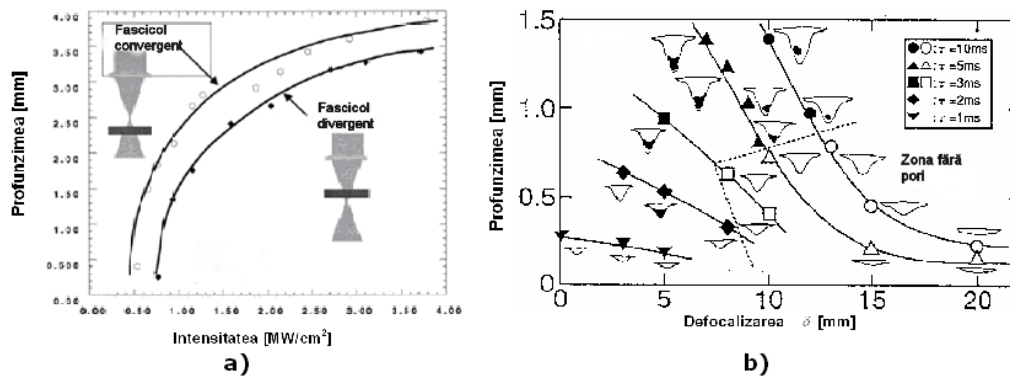 4.00
3.50
3.00
2.50
2.00
1.50
1.00
0.500
0.00
0.00
0.50
1.00
1.50
2.00
2.50
3.00
3.50
4.00
Profunzimea [mm]
Intensitatea [MW/cm²]
Fascicol
convergent
Fascicol
divergent
a)
1.5
1.0
0.5
0
0
5
10
15
20
Profunzimea [mm]
Defocalizarea δ [mm]
:τ=10ms
:τ=5ms
:τ=3ms
:τ=2ms
:τ=1ms
Zona fără
pori
b)